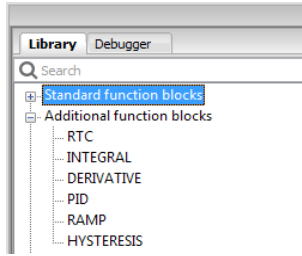 Library Debugger
Search
Standard function blocks
Additional function blocks
RTC
INTEGRAL
DERIVATIVE
PID
RAMP
HYSTERESIS